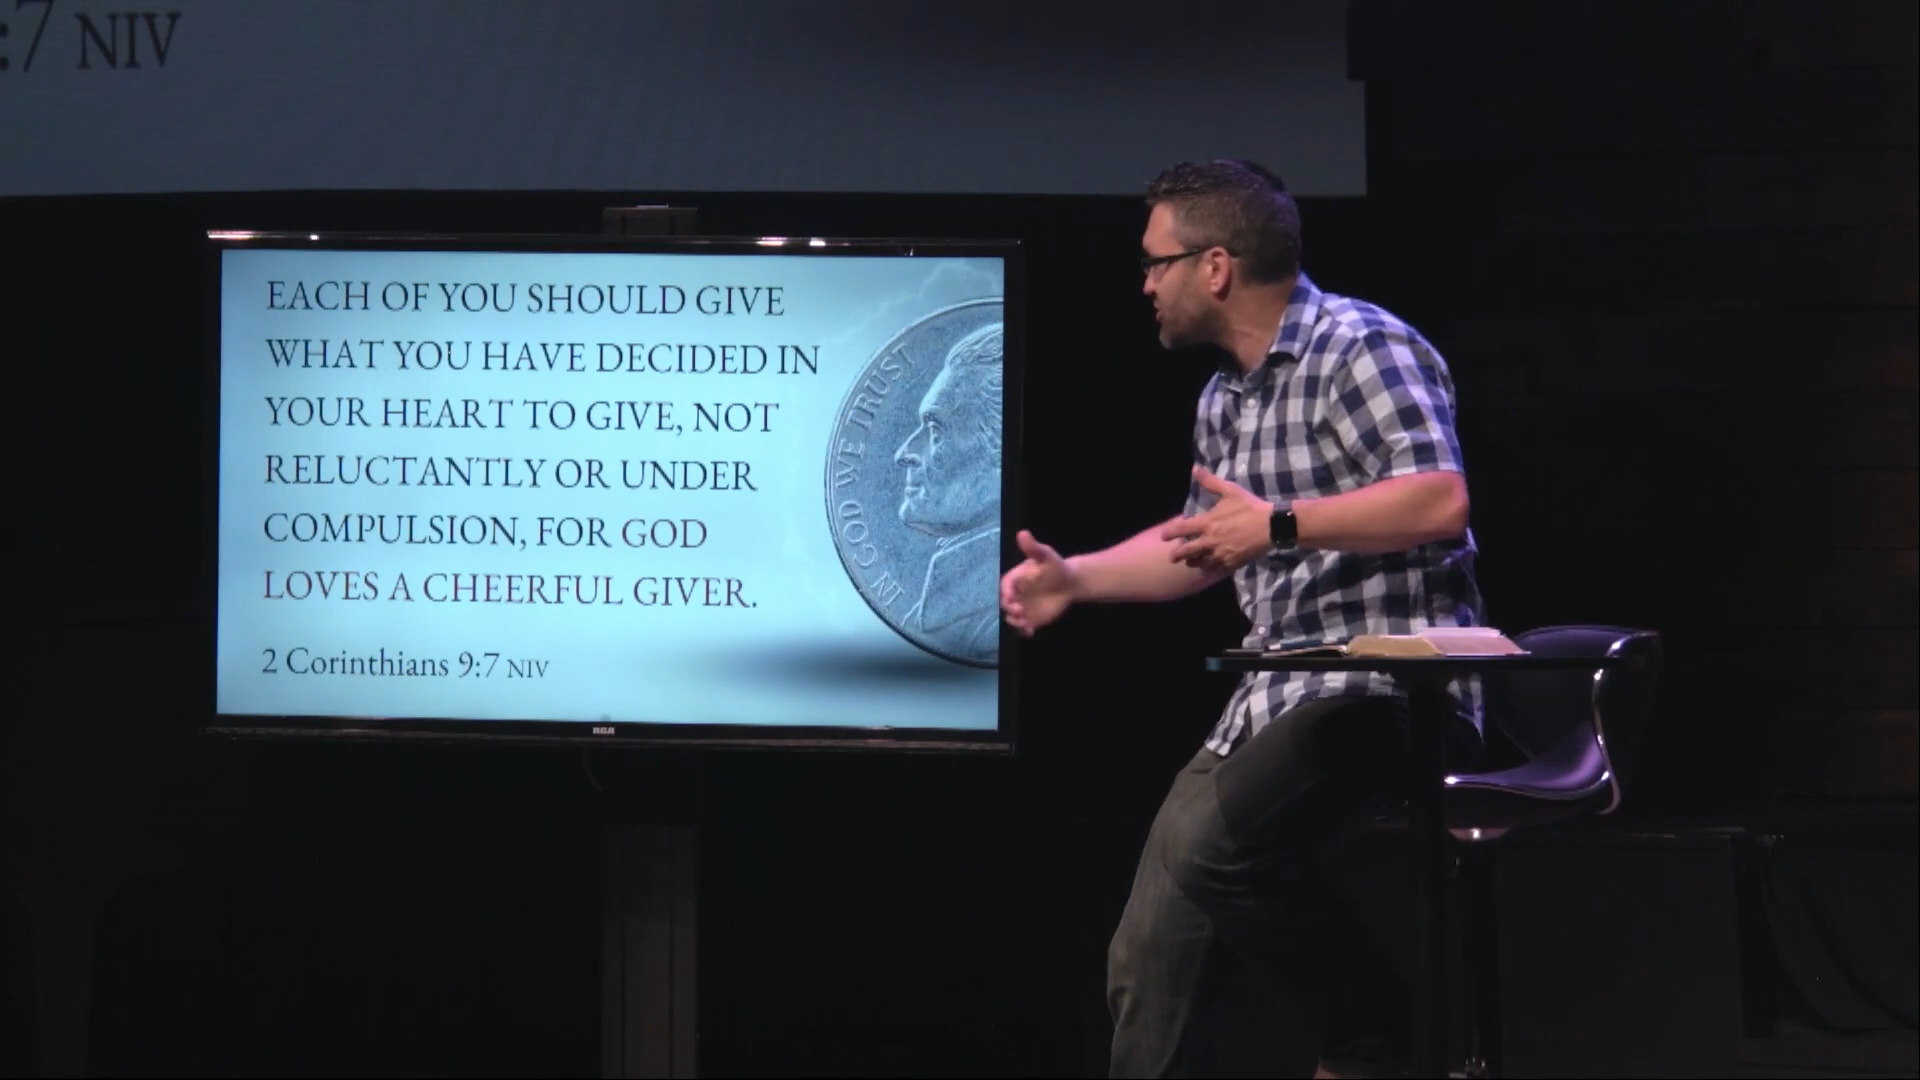 :7 NIV
EACH OF YOU SHOULD GIVE
WHAT YOU HAVE DECIDED IN
YOUR HEART TO GIVE, NOT
RELUCTANTLY OR UNDER
COMPULSION, FOR GOD
LOVES A CHEERFUL GIVER.
2 Corinthians 9:7 NIV
IN GOD WE TRUST
RCA